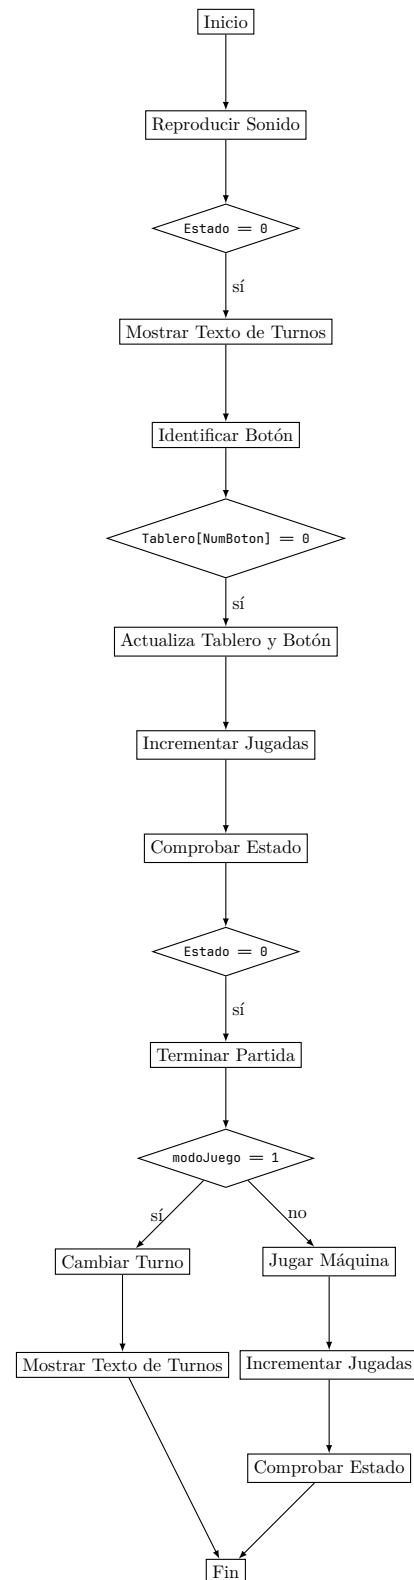 Inicio
Reproducir Sonido
Estado = 0
sí
Mostrar Texto de Turnos
Identificar Botón
Tablero[NumBoton] = 0
sí
Actualiza Tablero y Botón
Incrementar Jugadas
Comprobar Estado
Estado = 0
sí
Terminar Partida
modoJuego = 1
sí
no
Cambiar Turno
Jugar Máquina
Mostrar Texto de Turnos
Incrementar Jugadas
Comprobar Estado
Fin